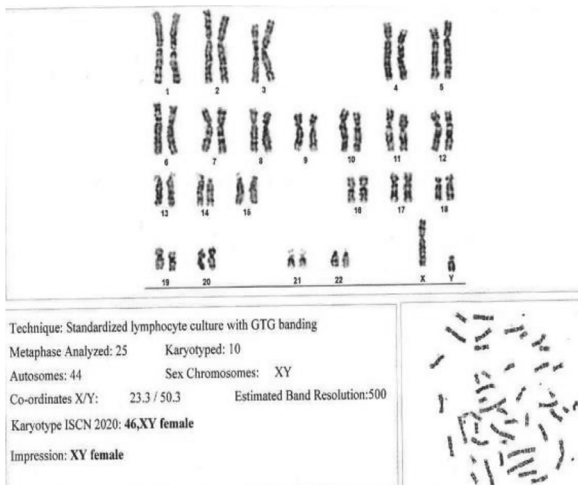 1 2 3 4 5
6 7 8 9 10 11 12
13 14 15 16 17 18
19 20 21 22 X Y
Technique: Standardized lymphocyte culture with GTG banding
Metaphase Analyzed: 25 Karyotyped: 10
Autosomes: 44 Sex Chromosomes: XY
Co-ordinates X/Y: 23.3 / 50.3 Estimated Band Resolution:500
Karyotype ISCN 2020: 46,XY female
Impression: XY female